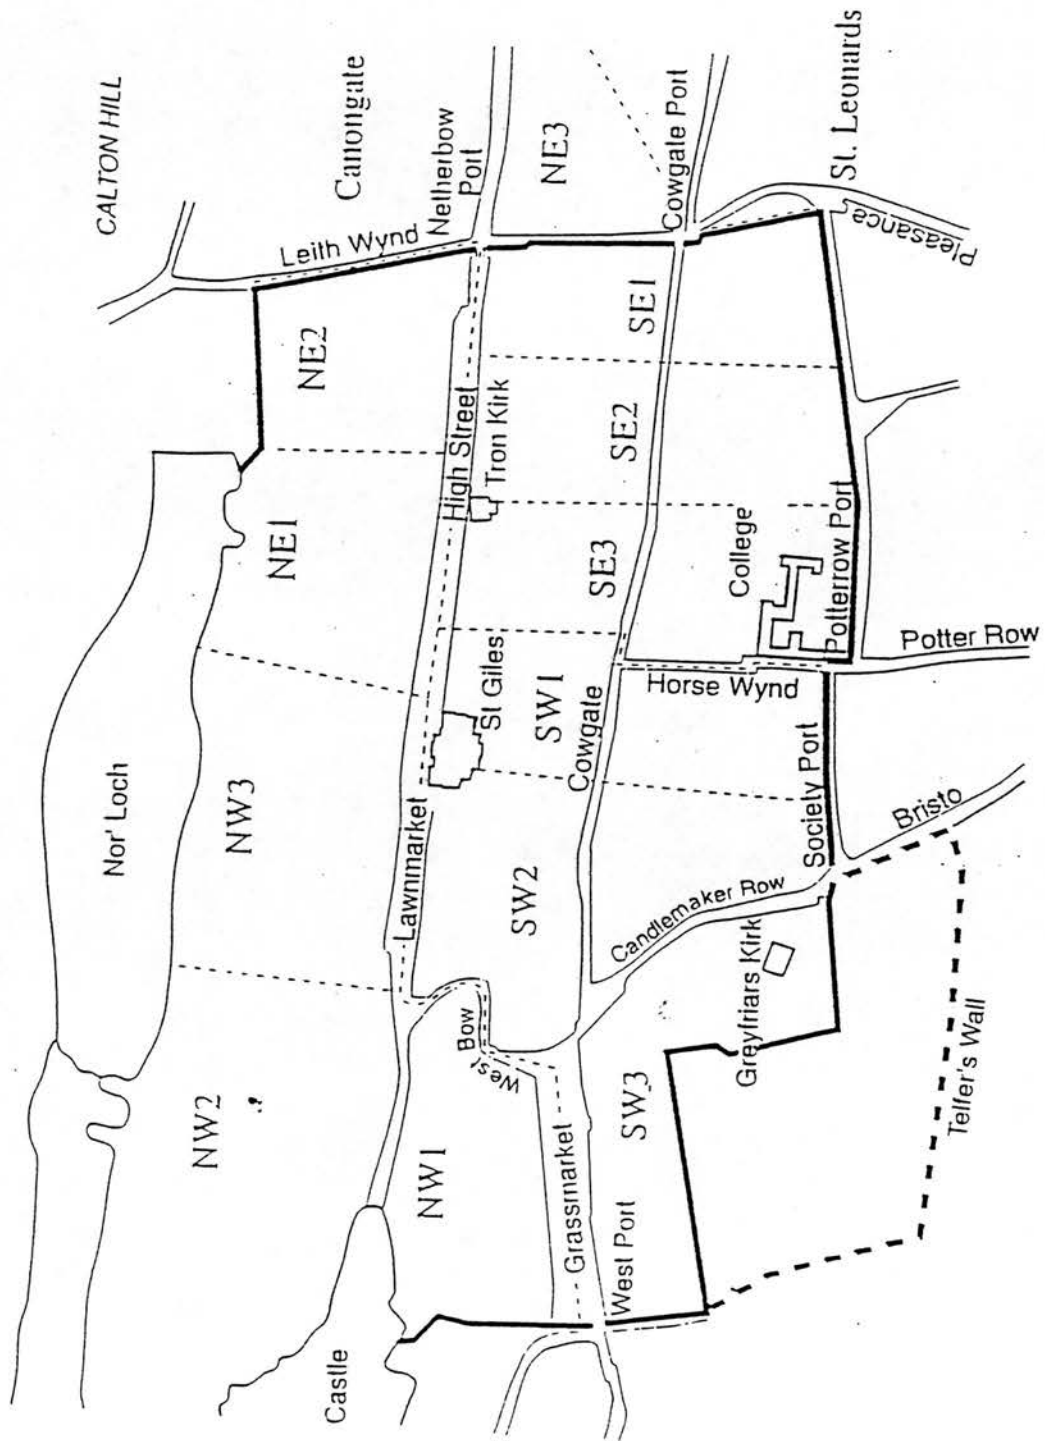 CALTON HILL
Canongate
Leith Wynd
Netherbow
Port
NE3
Cowgate Port
St. Leonards
Pleasance
NE2
High Street
Tron Kirk
SE1
SE2
NE1
SE3
College
Potterrow Port
Potter Row
Nor' Loch
NW3
St Giles
SW1
Cowgate
Horse Wynd
Society Port
Bristo
Lawnmarket
SW2
Candlemaker Row
Greyfriars Kirk
Telfer's Wall
NW2
West
Bow
NW1
Grassmarket
SW3
West Port
Castle